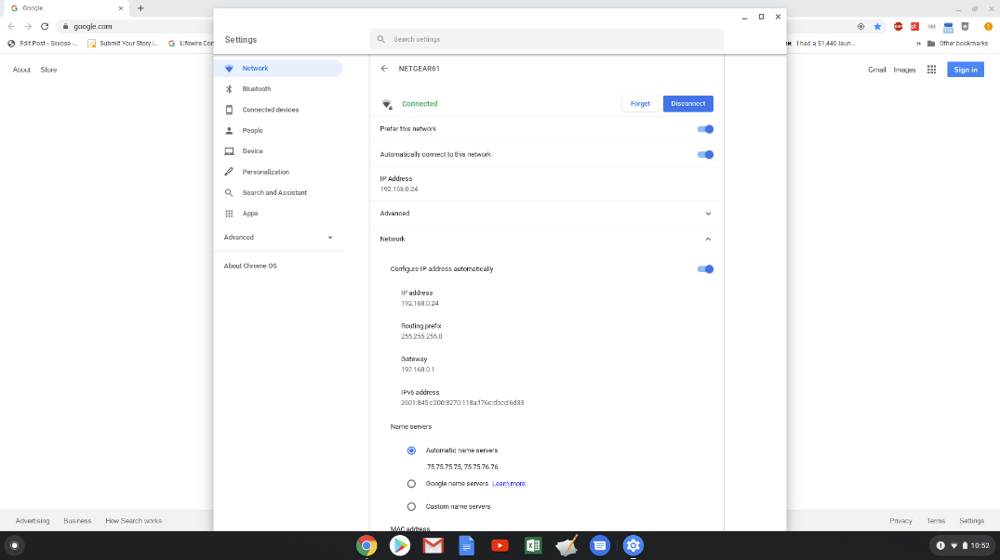 Google
google.com
Edit Post ‹ Skyose-...
Submit Your Story |...
Lifewire Con
I had a $1,440 laun...
Other bookmarks
About
Store
Gmail
Images
Sign in
Settings
Search settings
Network
Bluetooth
Connected devices
People
Device
Personalization
Search and Assistant
Apps
Advanced
About Chrome OS
NETGEAR61
Connected
Forget
Disconnect
Prefer this network
Automatically connect to this network
IP Address
192.168.0.24
Advanced
Network
Configure IP address automatically
IP address
192.168.0.24
Routing prefix
255.255.255.0
Gateway
192.168.0.1
IPv6 address
2601:845:c200:8270:118a:f76c:dbcd:6d33
Name servers
Automatic name servers
75.75.75.75, 75.75.76.76
Google name servers Learn more
Custom name servers
MAC address
Advertising
Business
How Search works
Privacy
Terms
Settings
1
10:52